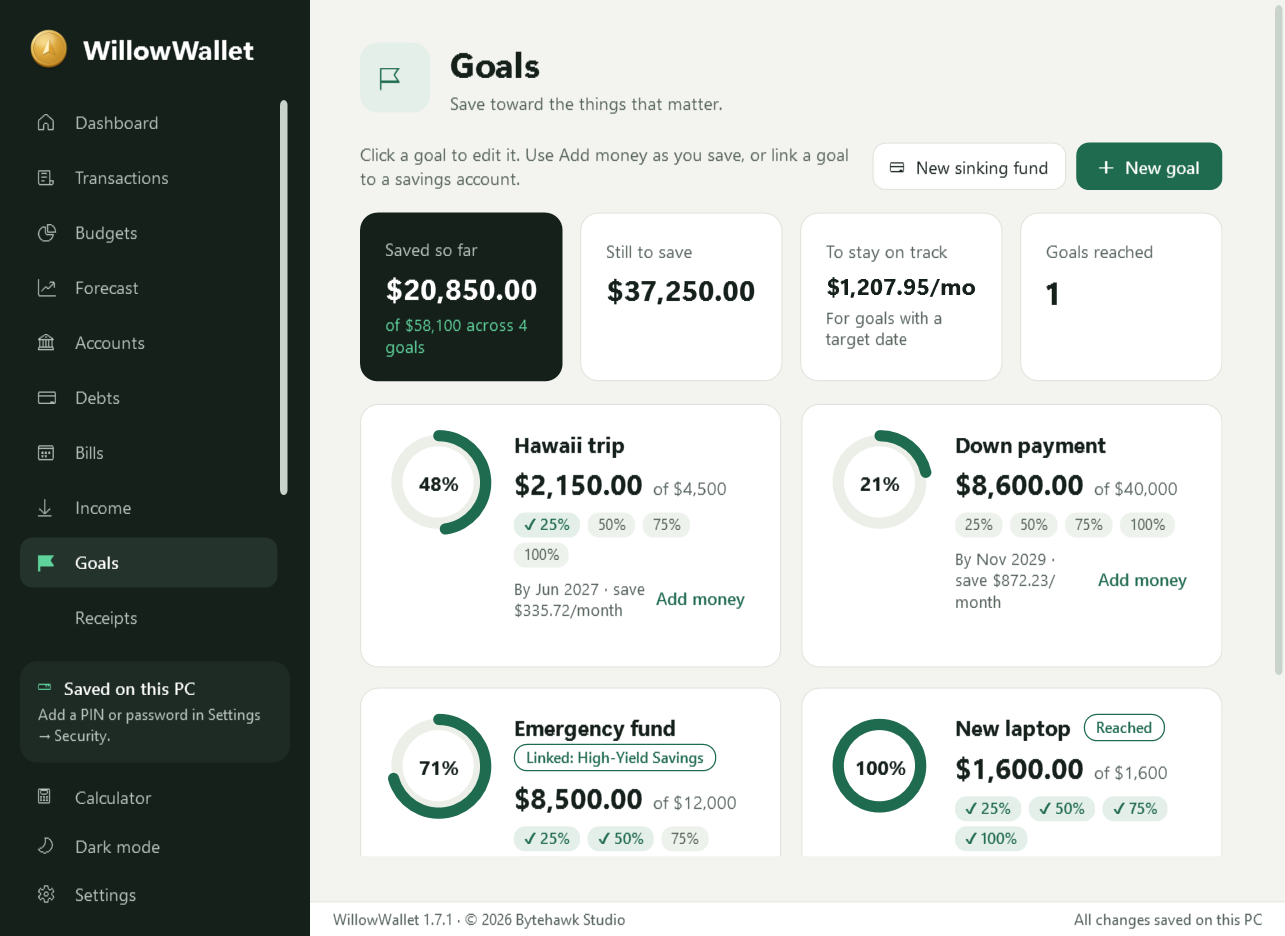 WillowWallet
Dashboard
Transactions
Budgets
Forecast
Accounts
Debts
Bills
Income
Goals
Receipts
Saved on this PC
Add a PIN or password in Settings
→ Security.
Calculator
Dark mode
Settings
Goals
Save toward the things that matter.
Click a goal to edit it. Use Add money as you save, or link a goal
to a savings account.
New sinking fund
+ New goal
Saved so far
$20,850.00
of $58,100 across 4
goals
Still to save
$37,250.00
To stay on track
$1,207.95/mo
For goals with a
target date
Goals reached
1
48%
Hawaii trip
$2,150.00 of $4,500
✓ 25% 50% 75%
100%
By Jun 2027 · save
$335.72/month
Add money
21%
Down payment
$8,600.00 of $40,000
25% 50% 75% 100%
By Nov 2029 ·
save $872.23/
month
Add money
71%
Emergency fund
Linked: High-Yield Savings
$8,500.00 of $12,000
✓ 25% ✓ 50% 75%
100%
New laptop Reached
$1,600.00 of $1,600
✓ 25% ✓ 50% ✓ 75%
✓ 100%
WillowWallet 1.7.1 · © 2026 Bytehawk Studio
All changes saved on this PC